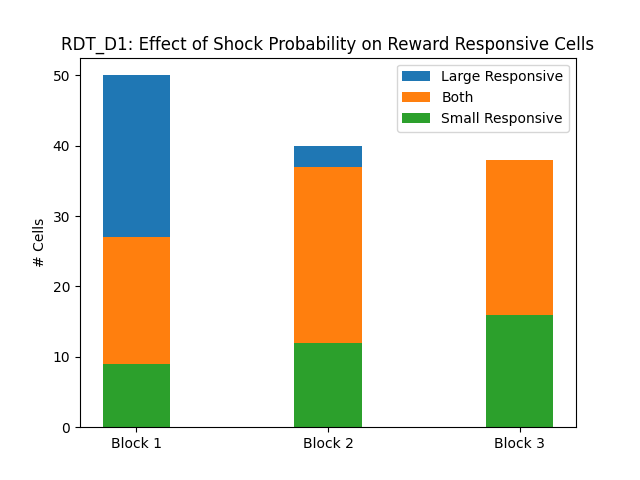 RDT_D1: Effect of Shock Probability on Reward Responsive Cells
Large Responsive
Both
Small Responsive
# Cells
50
40
30
20
10
0
Block 1
Block 2
Block 3